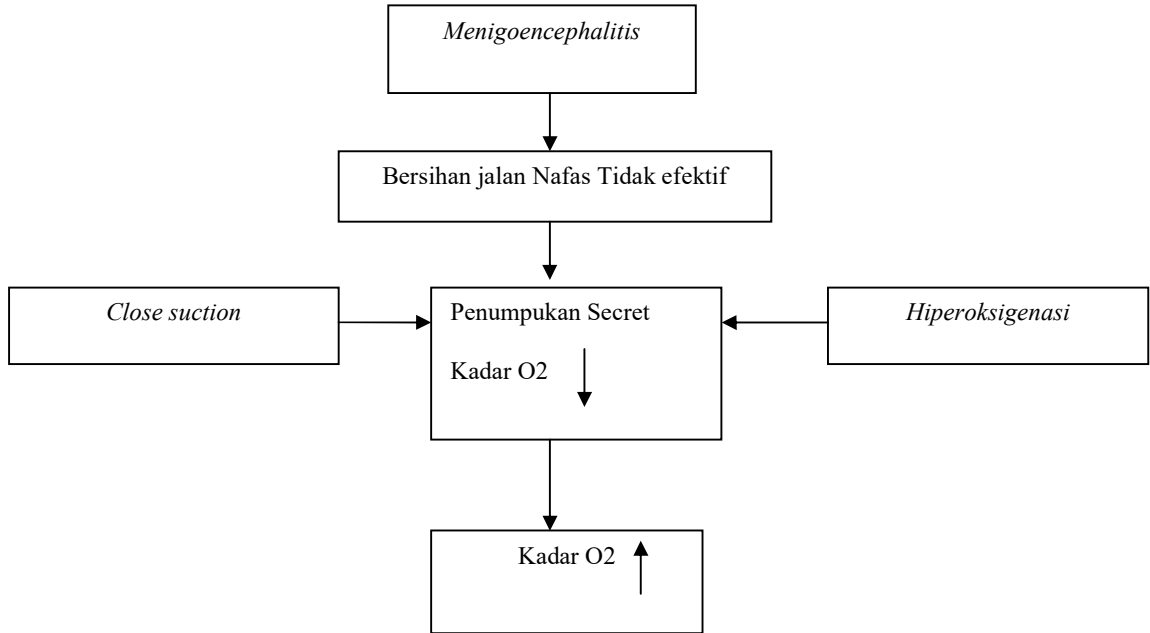 Menigoencephalitis
Bersihan jalan Nafas Tidak efektif
Close suction
Penumpukan Secret
Kadar O2
Hiperoksigenasi
Kadar O2